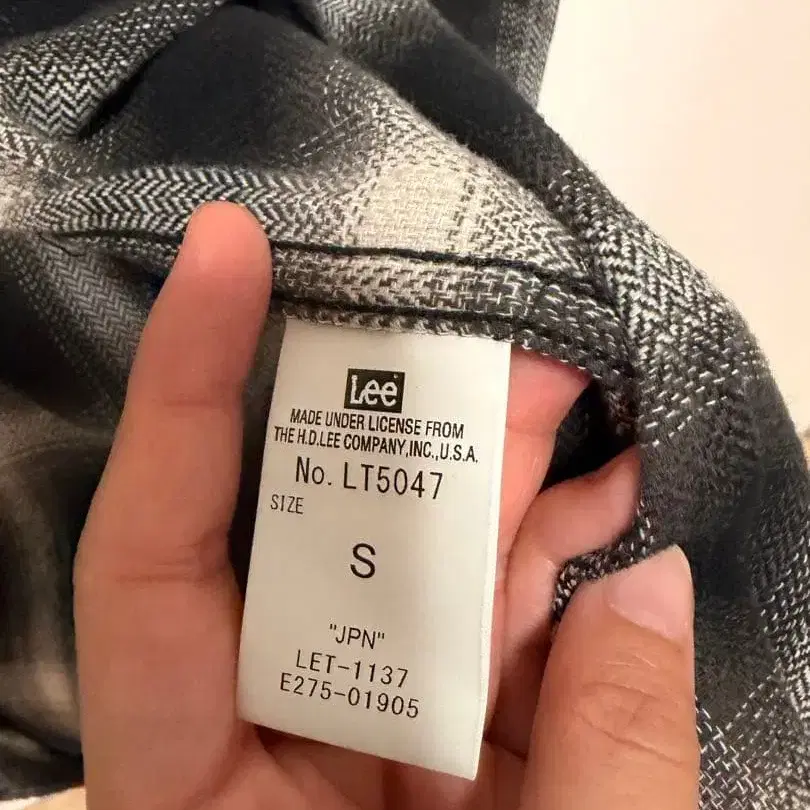 Lee
MADE UNDER LICENSE FROM
THE H.D.LEE COMPANY,INC.,U.S.A.
No. LT5047
SIZE
S
"JPN"
LET-1137
E275-01905